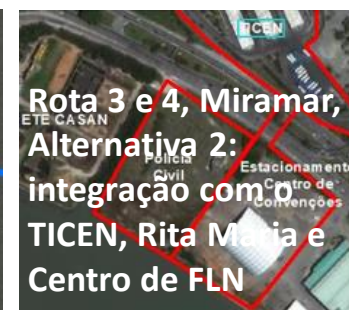 TICEN
Rota 3 e 4, Miramar,
ETE CASAN
Alternativa 2:
Polícia
Civil
Estacionamento
Centro de
Convenções
integração com o
TICEN, Rita Maria e
Centro de FLN